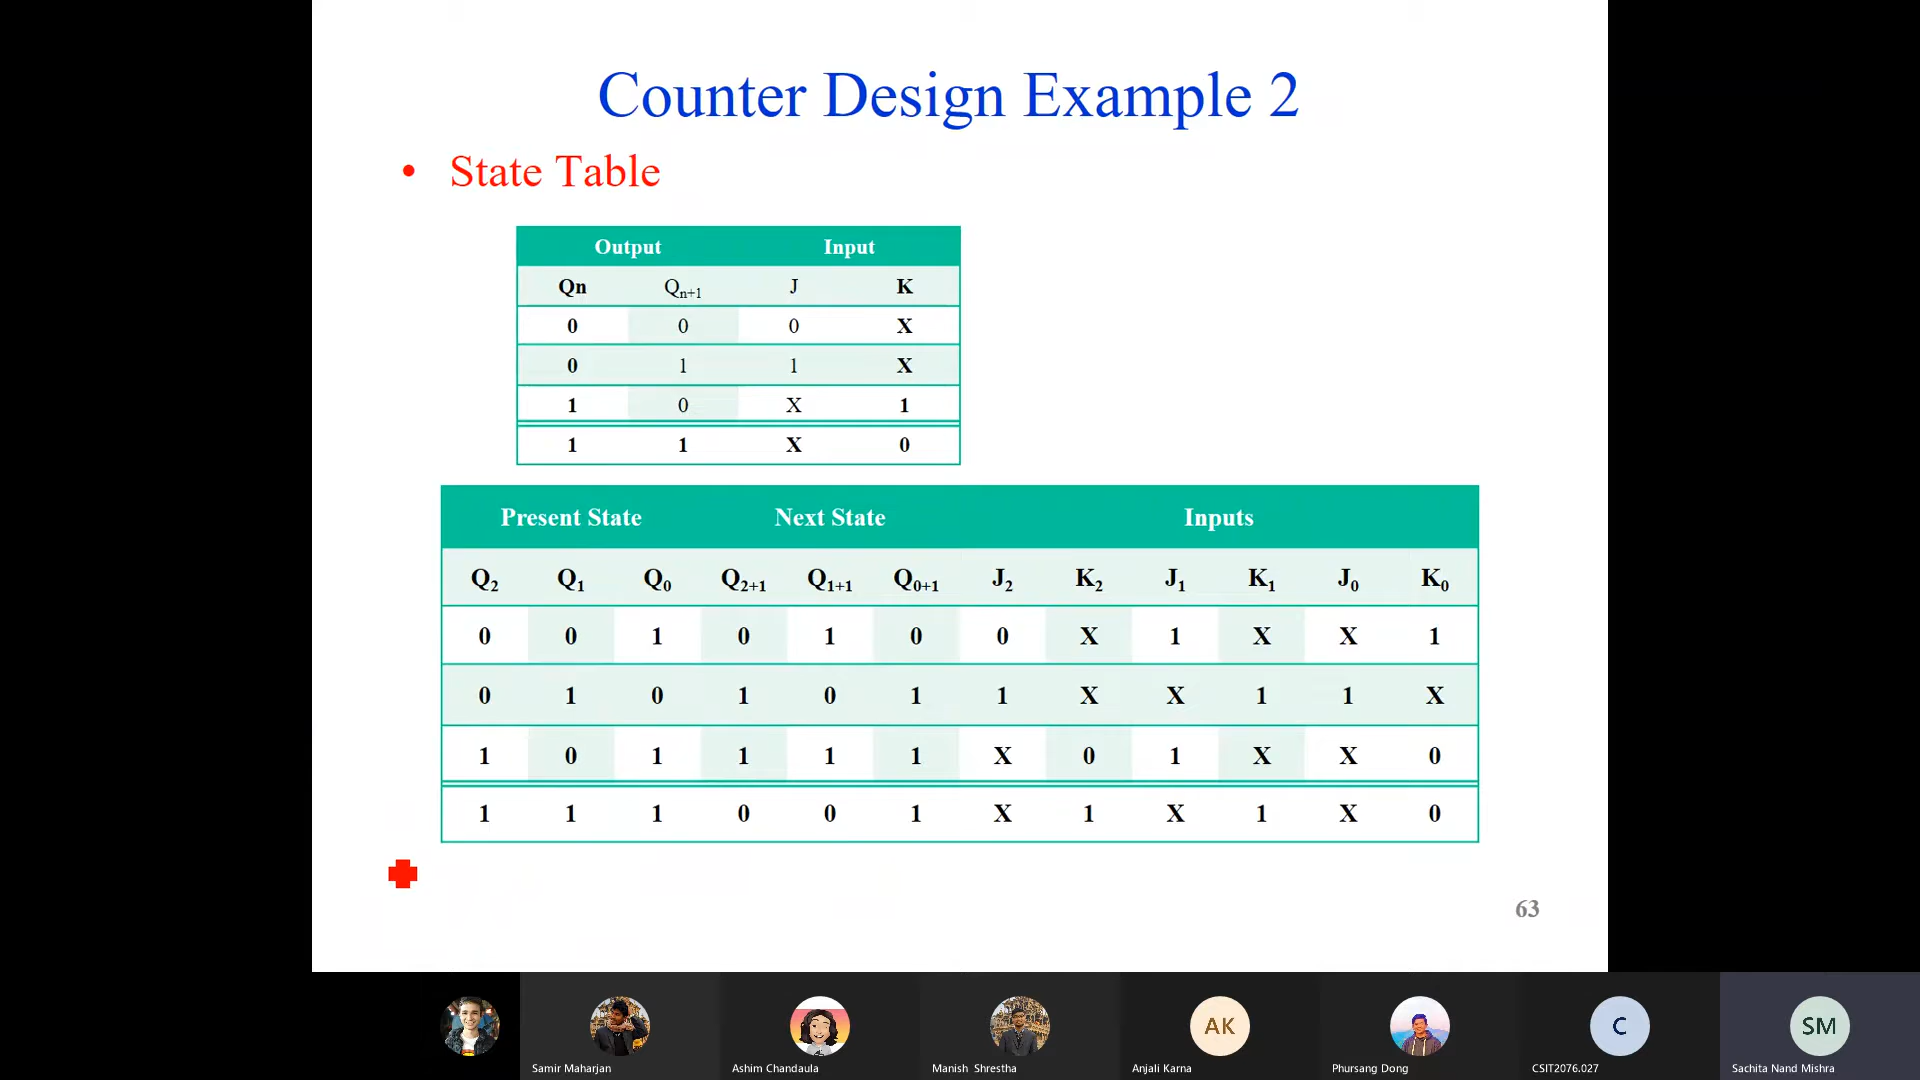 Counter Design Example 2
• State Table
Output Input
Qn Qn+1 J K
0 0 0 X
0 1 1 X
1 0 X 1
1 1 X 0
Present State Next State Inputs
Q2 Q1 Q0 Q2+1 Q1+1 Q0+1 J2 K2 J1 K1 J0 K0
0 0 1 0 1 0 0 X 1 X X 1
0 1 0 1 0 1 1 X X 1 1 X
1 0 1 1 1 1 X 0 1 X X 0
1 1 1 0 0 1 X 1 X 1 X 0
63
AK C SM
Samir Maharjan Ashim Chandaula Manish Shrestha Anjali Karna Phursang Dong CSIT2076.027 Sachita Nand Mishra